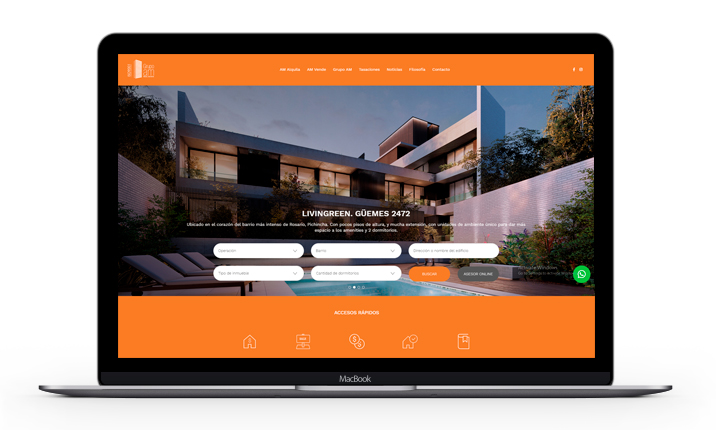 AM Alquila AM Vende Grupo AM Tasaciones Noticias Filosofía Contacto
LIVINGREEN. GÜEMES 2472
Ubicado en el corazón del barrio más intenso de Rosario, Pichincha. Con pocos pisos de altura, y mucha extensión, con unidades de ambiente único para dar más
espacio a los amenities y 2 dormitorios.
Operación Barrio Dirección o nombre del edificio
Tipo de inmueble Cantidad de dormitorios BUSCAR ASESOR ONLINE
Activate Windows
ACCESOS RÁPIDOS
MacBook